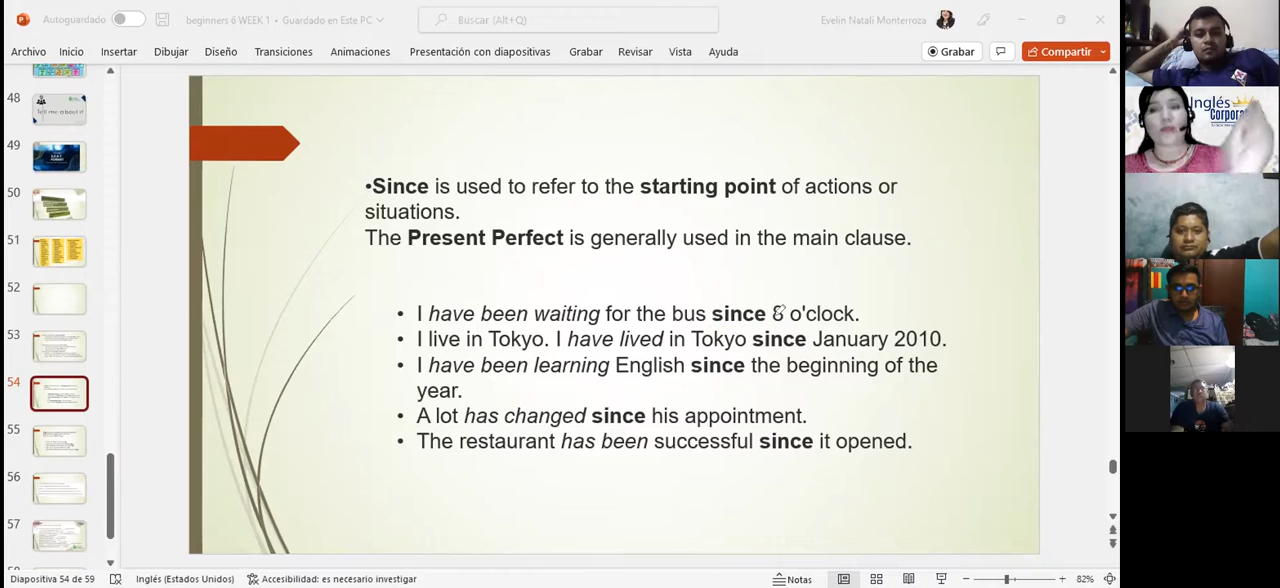 Autoguardado
beginners 6 WEEK 1 • Guardado en Este PC
Buscar (Alt+Q)
Evelin Natali Monterroza
Archivo Inicio Insertar Dibujar Diseño Transiciones Animaciones Presentación con diapositivas Grabar Revisar Vista Ayuda
Grabar
Compartir
48
Tell me about it
49
50
51
52
53
54
55
56
57
•Since is used to refer to the starting point of actions or
situations.
The Present Perfect is generally used in the main clause.
• I have been waiting for the bus since 8 o'clock.
• I live in Tokyo. I have lived in Tokyo since January 2010.
• I have been learning English since the beginning of the
year.
• A lot has changed since his appointment.
• The restaurant has been successful since it opened.
Inglés
Diapositiva 54 de 59
Inglés (Estados Unidos)
Accesibilidad: es necesario investigar
Notas
82%